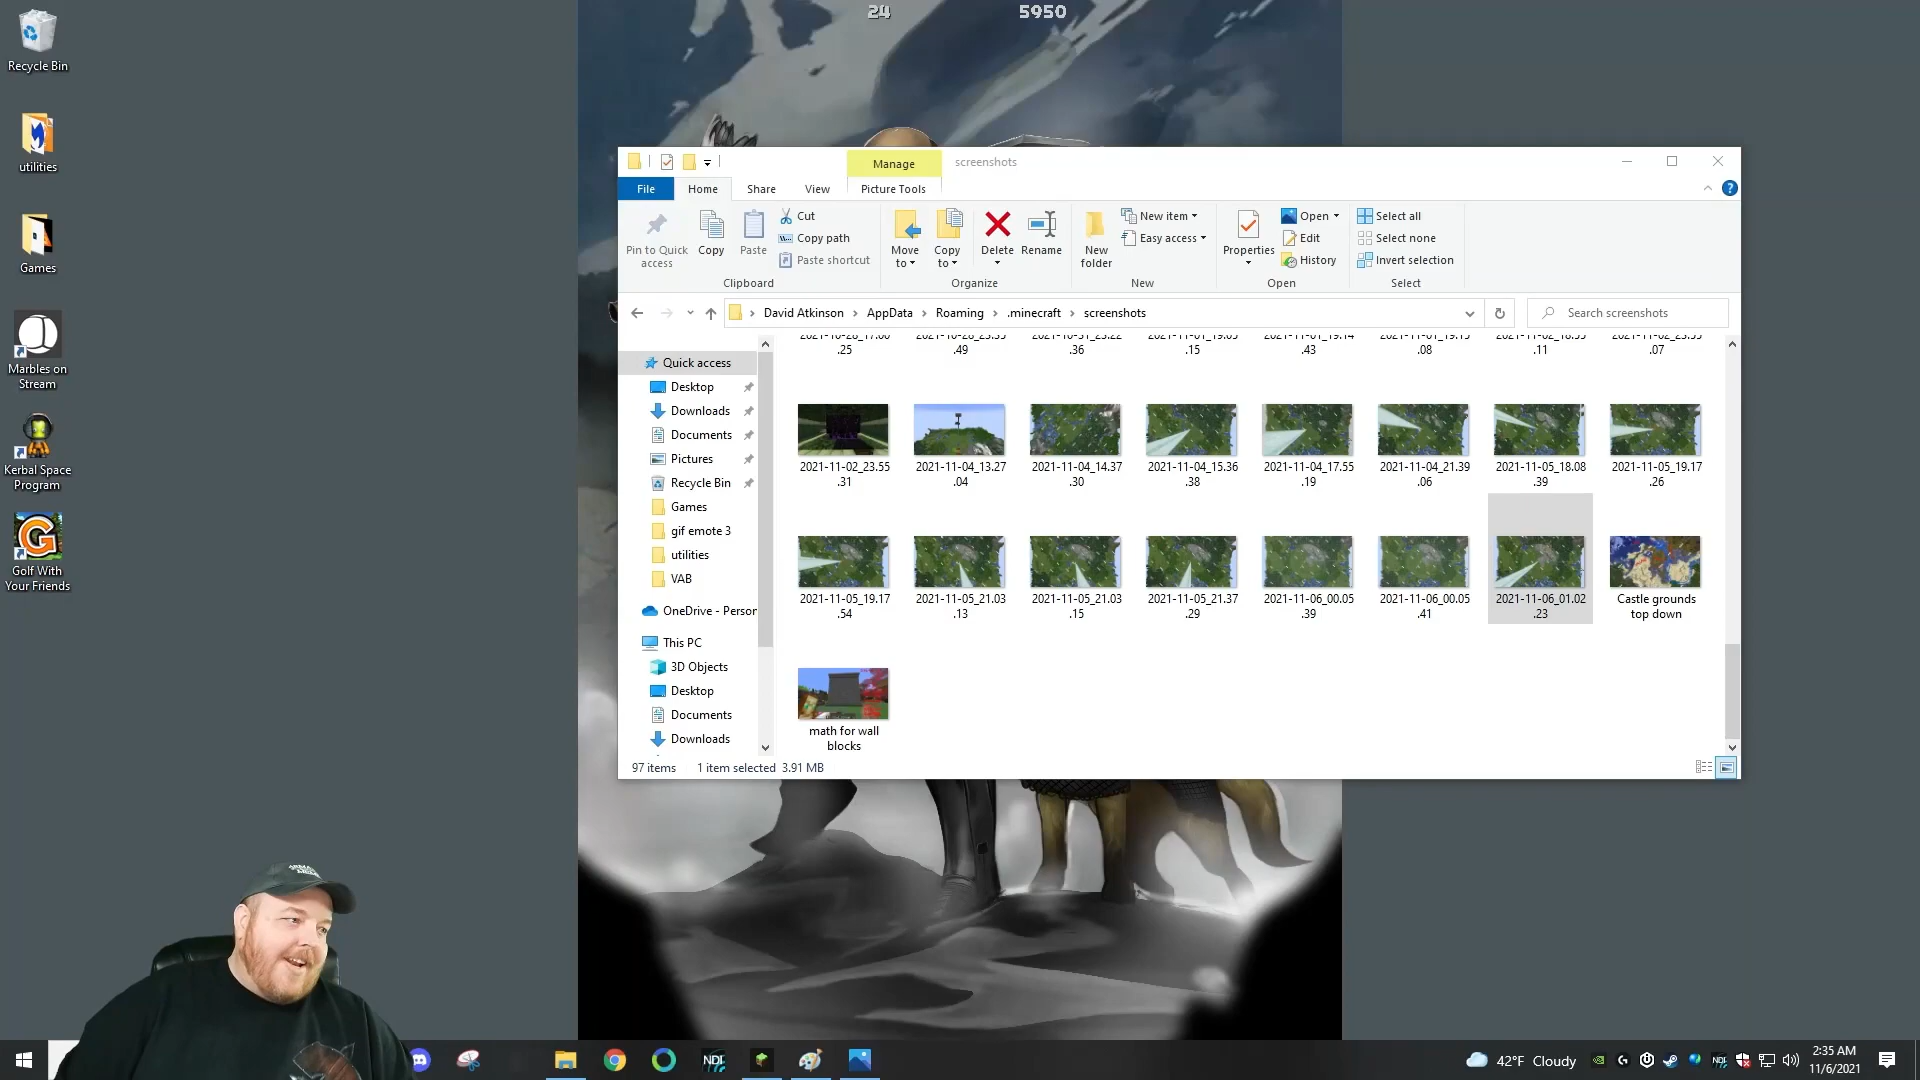 24 5950
Recycle Bin
utilities
Games
Marbles on
Stream
Kerbal Space
Program
Golf With
Your Friends
Manage screenshots
File Home Share View Picture Tools
Pin to Quick
access
Copy
Paste
Cut
Copy path
Paste shortcut
Clipboard
Move
to
Copy
to
Delete
Rename
Organize
New
folder
New item
Easy access
New
Properties
Open
Edit
History
Open
Select all
Select none
Invert selection
Select
David Atkinson AppData Roaming .minecraft screenshots
Search screenshots
Quick access
Desktop
Downloads
Documents
Pictures
Recycle Bin
Games
gif emote 3
utilities
VAB
OneDrive - Person
This PC
3D Objects
Desktop
Documents
Downloads
.25 .49 .36 .15 .43 .08 .11 .07
2021-11-02_23.55 2021-11-04_13.27 2021-11-04_14.37 2021-11-04_15.36 2021-11-04_17.55 2021-11-04_21.39 2021-11-05_18.08 2021-11-05_19.17
.31 .04 .30 .38 .19 .06 .39 .26
2021-11-05_19.17 2021-11-05_21.03 2021-11-05_21.03 2021-11-05_21.37 2021-11-06_00.05 2021-11-06_00.05 2021-11-06_01.02 Castle grounds
.54 .13 .15 .29 .39 .41 .23 top down
math for wall
blocks
97 items 1 item selected 3.91 MB
NDI
42°F Cloudy
2:35 AM
11/6/2021